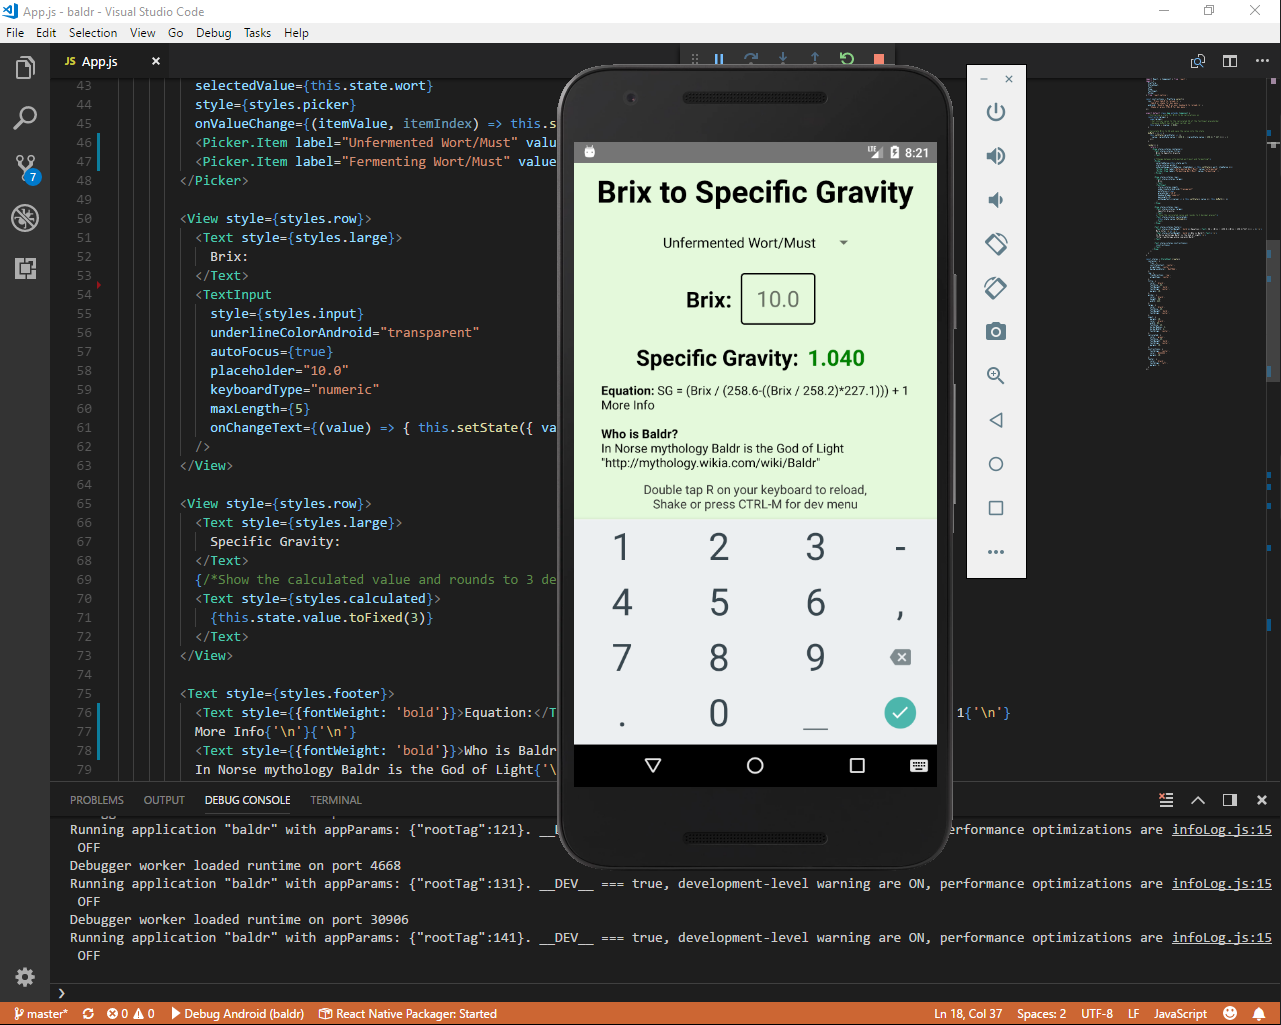 App.js - baldr - Visual Studio Code
File Edit Selection View Go Debug Tasks Help
JS App.js
43 selectedValue={this.state.wort}
44 style={styles.picker}
45 onValueChange={(itemValue, itemIndex) => this.s
46 <Picker.Item label="Unfermented Wort/Must" valu
47 <Picker.Item label="Fermenting Wort/Must" value
48 </Picker>
49
50 <View style={styles.row}>
51 <Text style={styles.large}>
52 Brix:
53 </Text>
54 <TextInput
55 style={styles.input}
56 underlineColorAndroid="transparent"
57 autoFocus={true}
58 placeholder="10.0"
59 keyboardType="numeric"
60 maxLength={5}
61 onChangeText={(value) => { this.setState({ va
62 />
63 </View>
64
65 <View style={styles.row}>
66 <Text style={styles.large}>
67 Specific Gravity:
68 </Text>
69 {/*Show the calculated value and rounds to 3 de
70 <Text style={styles.calculated}>
71 {this.state.value.toFixed(3)}
72 </Text>
73 </View>
74
75 <Text style={styles.footer}>
76 <Text style={{fontWeight: 'bold'}}>Equation:</T 1{'\n'}
77 More Info{'\n'}{'\n'}
78 <Text style={{fontWeight: 'bold'}}>Who is Baldr
79 In Norse mythology Baldr is the God of Light{'\
7
LTE 8:21
Brix to Specific Gravity
Unfermented Wort/Must
Brix: 10.0
Specific Gravity: 1.040
Equation: SG = (Brix / (258.6-((Brix / 258.2)*227.1))) + 1
More Info
Who is Baldr?
In Norse mythology Baldr is the God of Light
"http://mythology.wikia.com/wiki/Baldr"
Double tap R on your keyboard to reload,
Shake or press CTRL-M for dev menu
1 2 3 -
4 5 6 ,
7 8 9
. 0 _
PROBLEMS OUTPUT DEBUG CONSOLE TERMINAL
Running application "baldr" with appParams: {"rootTag":121}. __D erformance optimizations are infoLog.js:15
OFF
Debugger worker loaded runtime on port 4668
Running application "baldr" with appParams: {"rootTag":131}. __DEV__ === true, development-level warning are ON, performance optimizations are infoLog.js:15
OFF
Debugger worker loaded runtime on port 30906
Running application "baldr" with appParams: {"rootTag":141}. __DEV__ === true, development-level warning are ON, performance optimizations are infoLog.js:15
OFF
master* 0 0 Debug Android (baldr) React Native Packager: Started Ln 18, Col 37 Spaces: 2 UTF-8 LF JavaScript